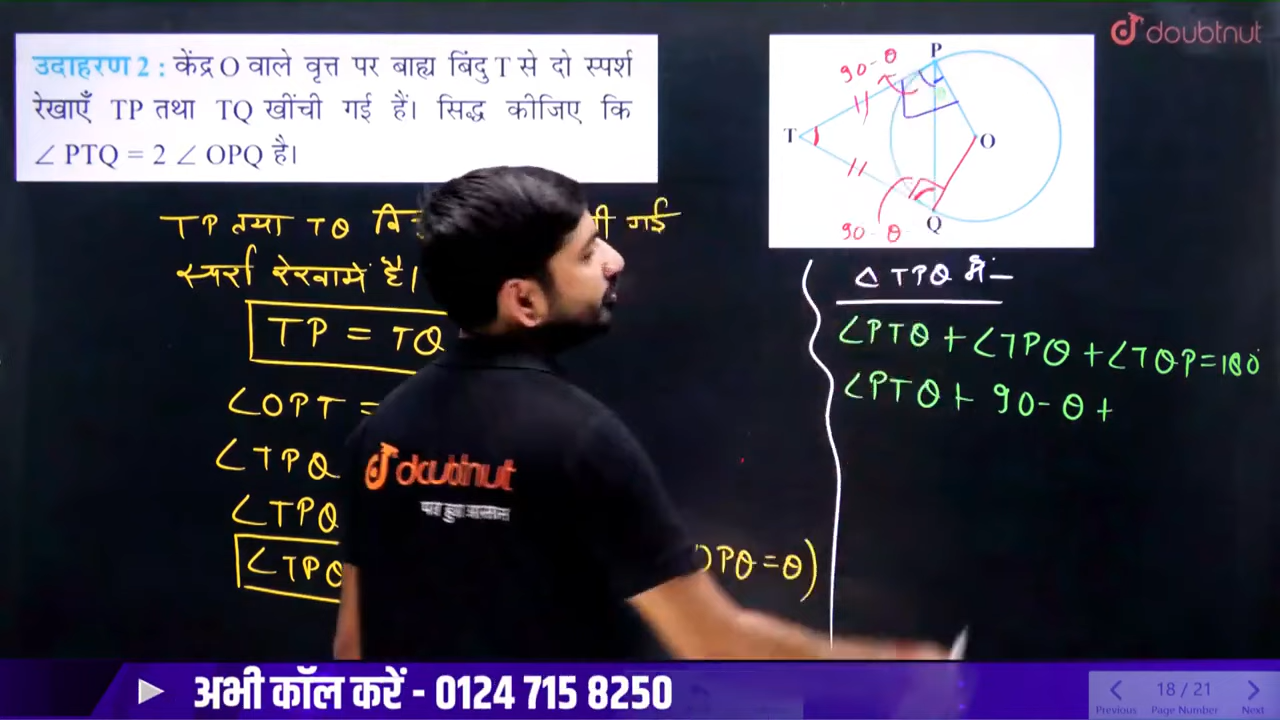 doubtnut
उदाहरण 2 : केंद्र O वाले वृत्त पर बाह्य बिंदु T से दो स्पर्श
रेखाएँ TP तथा TQ खींची गई हैं। सिद्ध कीजिए कि
∠ PTQ = 2 ∠ OPQ है।
P
90-θ
θ
T
O
Q
90-θ
TP तथा TQ
गई
स्पर्श रेखायें है।
TP = TQ
∠OPT =
∠TPQ
∠TPQ
∠TPQ
OPQ = θ)
Δ TPQ में-
∠PTQ + ∠TPQ + ∠TQP = 180°
∠PTQ + 90-θ +
doubtnut
अभी कॉल करें - 0124 715 8250
18 / 21
Previous Page Number Next